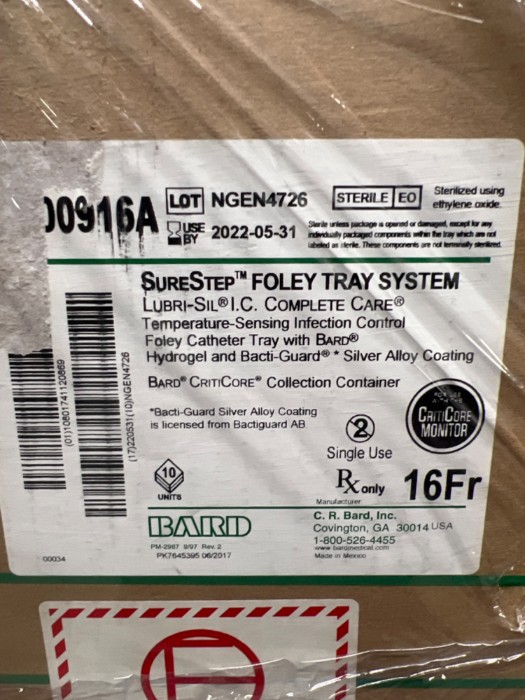 00916A
LOT NGEN4726
STERILE EO
Sterilized using
ethylene oxide.
USE BY 2022-05-31
Sterile unless package is opened or damaged, except for any
individually packaged components within the tray which are not
labeled as sterile. These components are not terminally sterilized.
SURESTEP™ FOLEY TRAY SYSTEM
LUBRI-SIL® I.C. COMPLETE CARE®
Temperature-Sensing Infection Control
Foley Catheter Tray with BARD®
Hydrogel and Bacti-Guard® * Silver Alloy Coating
BARD® CRITICORE® Collection Container
*Bacti-Guard Silver Alloy Coating
is licensed from Bactiguard AB
CRITICORE
MONITOR
2
Single Use
10
UNITS
Rx only
16Fr
Manufacturer
BARD
C. R. Bard, Inc.
Covington, GA 30014 USA
1-800-526-4455
www.bardmedical.com
Made in Mexico
PM-2967 9/97 Rev. 2
PK7645395 06/2017
00034
(01)10801741120869
(17)220531(10)NGEN4726